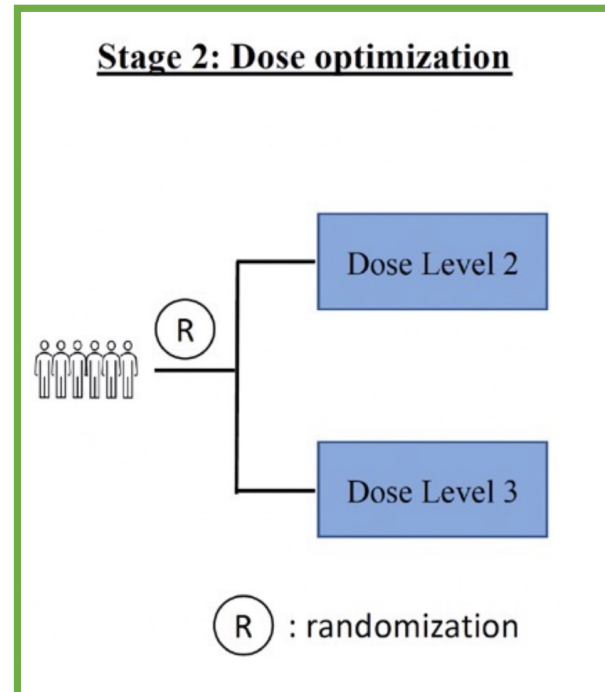 Stage 2: Dose optimization
Dose Level 2
R
Dose Level 3
R : randomization